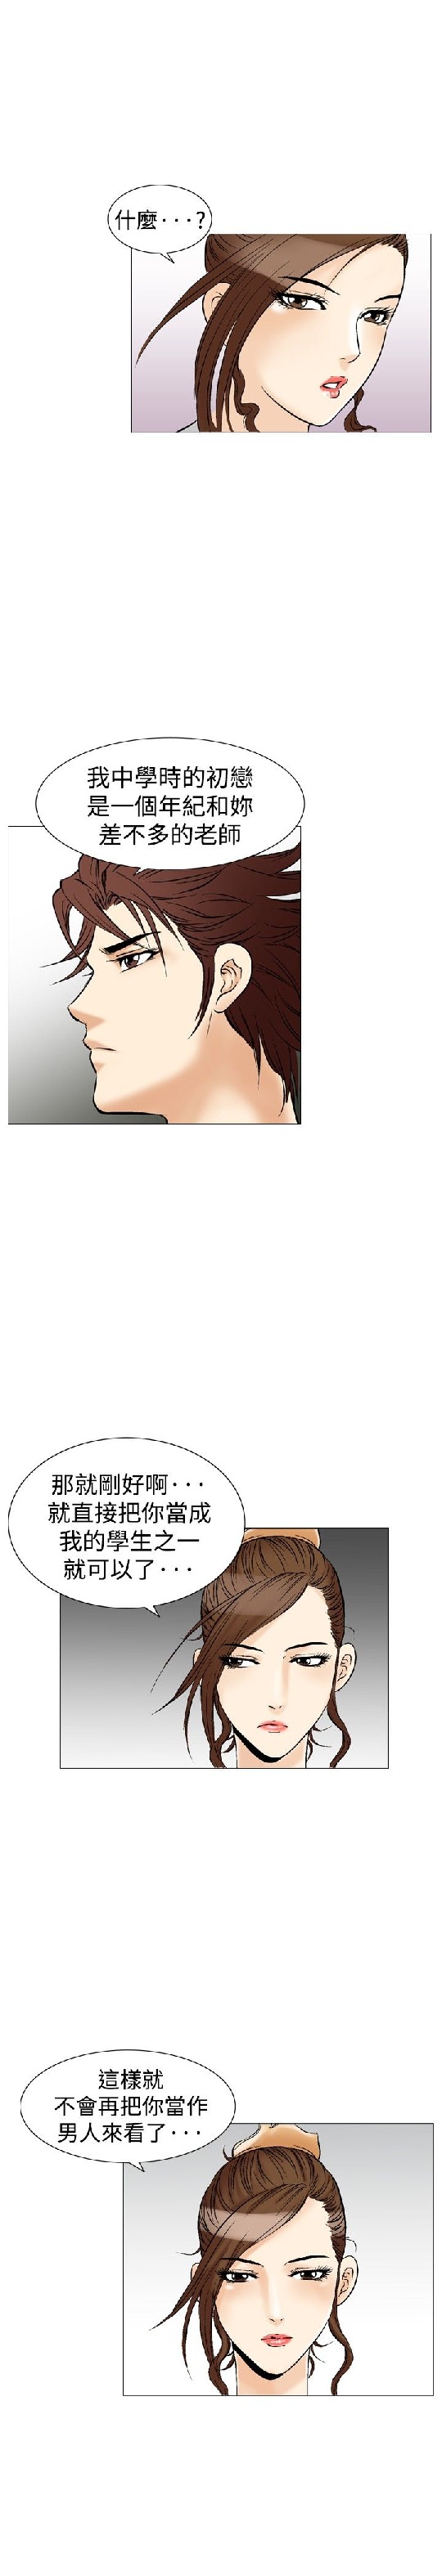 什麼···?
我中學時的初戀
是一個年紀和妳
差不多的老師
那就剛好啊···
就直接把你當成
我的學生之一
就可以了···
這樣就
不會再把你當作
男人來看了···